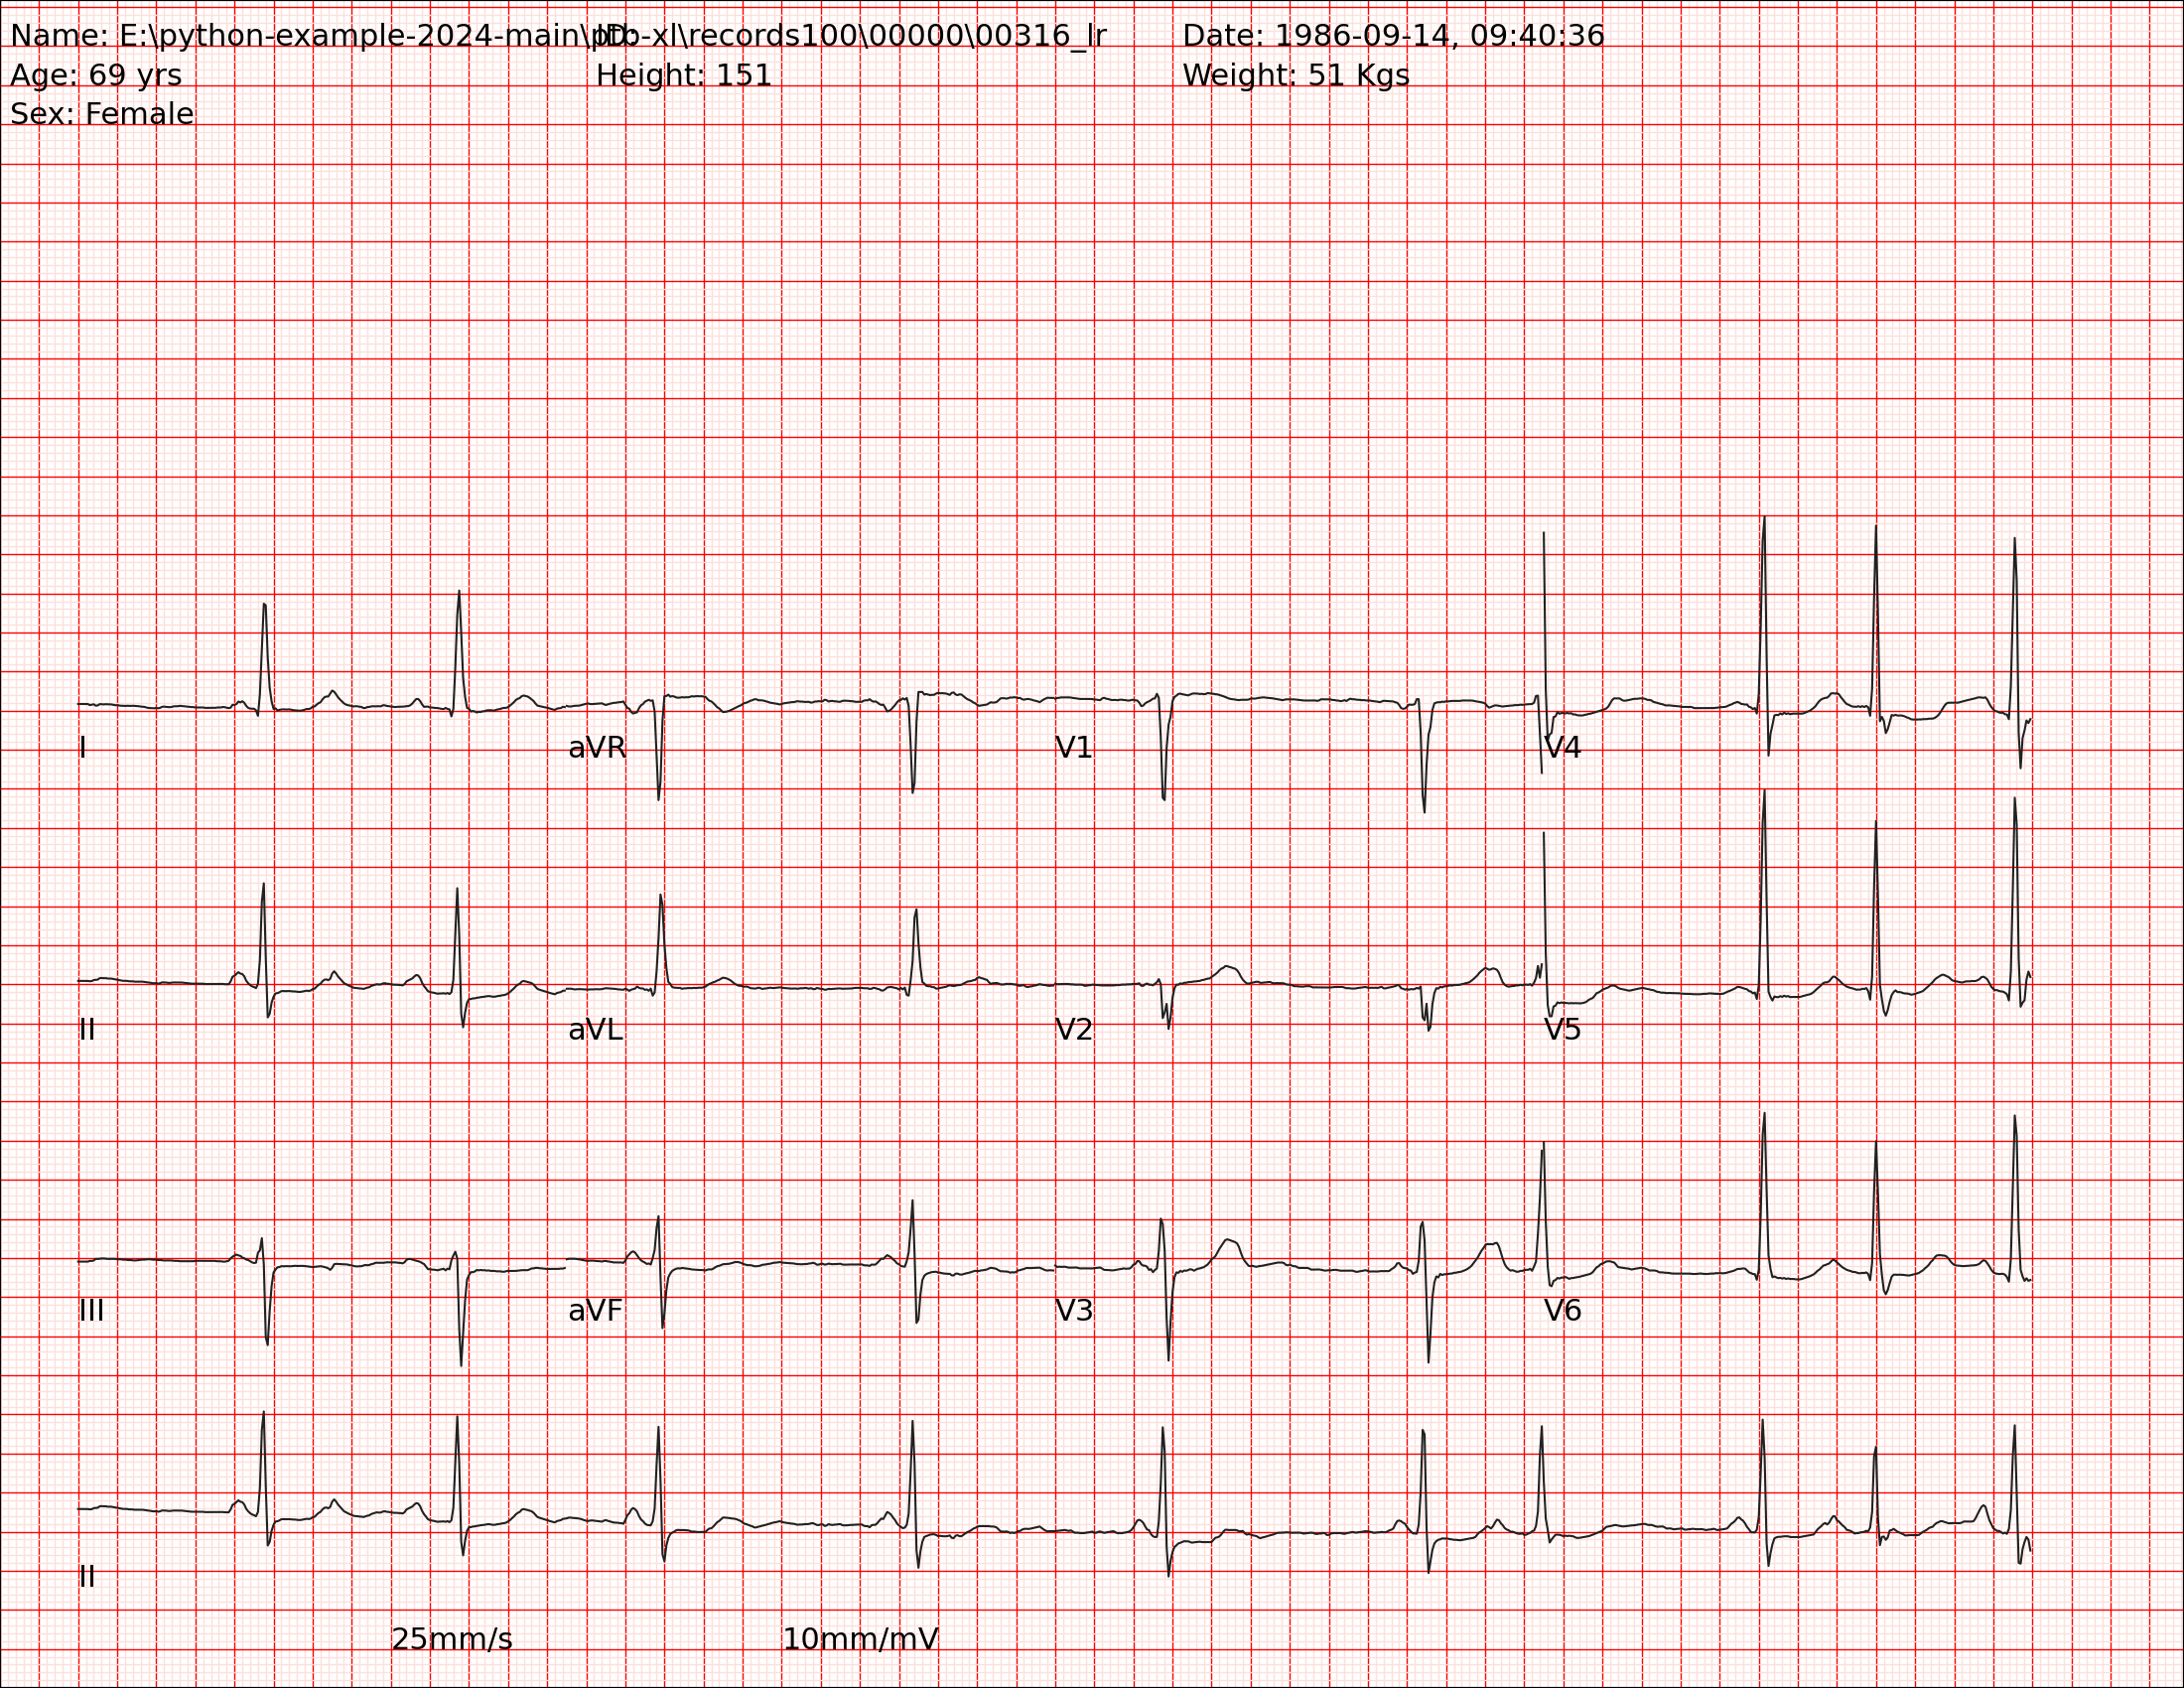 Name: E:\python-example-2024-main\ptb-xl\records100\00000\00316_lr ID: Date: 1986-09-14, 09:40:36
Age: 69 yrs Height: 151 Weight: 51 Kgs
Sex: Female
I aVR V1 V4
II aVL V2 V5
III aVF V3 V6
II
25mm/s 10mm/mV